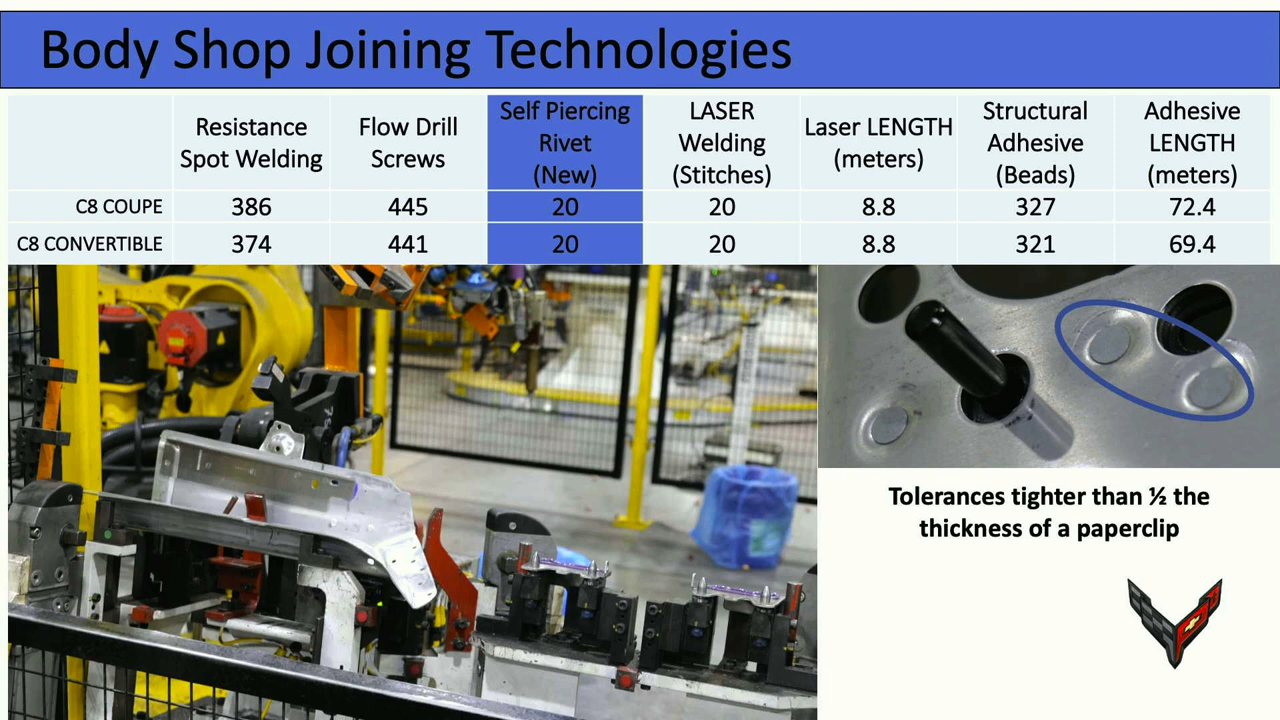 Body Shop Joining Technologies
Resistance Spot Welding
Flow Drill Screws
Self Piercing Rivet (New)
LASER Welding (Stitches)
Laser LENGTH (meters)
Structural Adhesive (Beads)
Adhesive LENGTH (meters)
C8 COUPE 386 445 20 20 8.8 327 72.4
C8 CONVERTIBLE 374 441 20 20 8.8 321 69.4
Tolerances tighter than ½ the
thickness of a paperclip